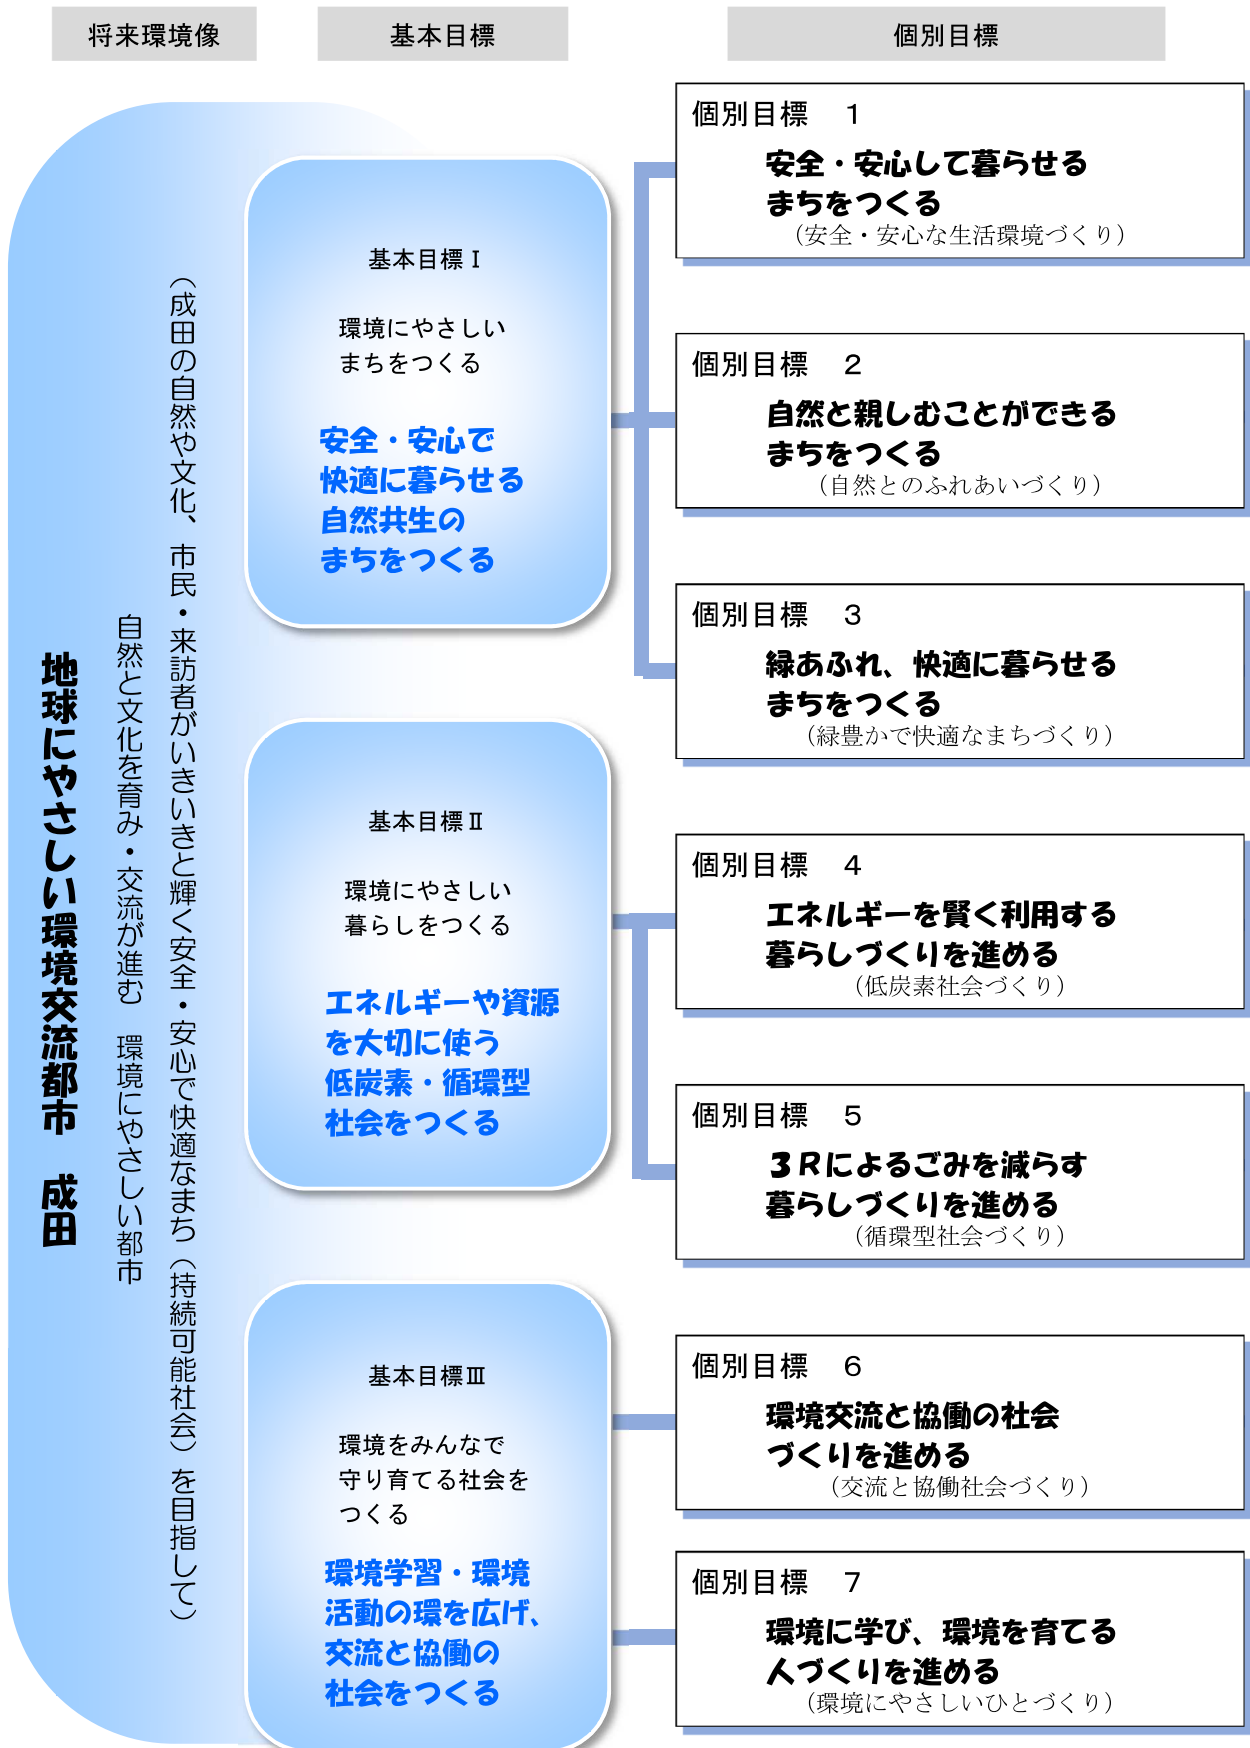 将来環境像
基本目標
個別目標
地球にやさしい環境交流都市　成田
自然と文化を育み・交流が進む　環境にやさしい都市
（成田の自然や文化、市民・来訪者がいきいきと輝く安全・安心で快適なまち（持続可能社会）を目指して）
基本目標Ⅰ
環境にやさしい
まちをつくる
安全・安心で
快適に暮らせる
自然共生の
まちをつくる
個別目標　1
安全・安心して暮らせる
まちをつくる
（安全・安心な生活環境づくり）
個別目標　2
自然と親しむことができる
まちをつくる
（自然とのふれあいづくり）
個別目標　3
緑あふれ、快適に暮らせる
まちをつくる
（緑豊かで快適なまちづくり）
基本目標Ⅱ
環境にやさしい
暮らしをつくる
エネルギーや資源
を大切に使う
低炭素・循環型
社会をつくる
個別目標　4
エネルギーを賢く利用する
暮らしづくりを進める
（低炭素社会づくり）
個別目標　5
３Ｒによるごみを減らす
暮らしづくりを進める
（循環型社会づくり）
基本目標Ⅲ
環境をみんなで
守り育てる社会を
つくる
環境学習・環境
活動の環を広げ、
交流と協働の
社会をつくる
個別目標　6
環境交流と協働の社会
づくりを進める
（交流と協働社会づくり）
個別目標　7
環境に学び、環境を育てる
人づくりを進める
（環境にやさしいひとづくり）